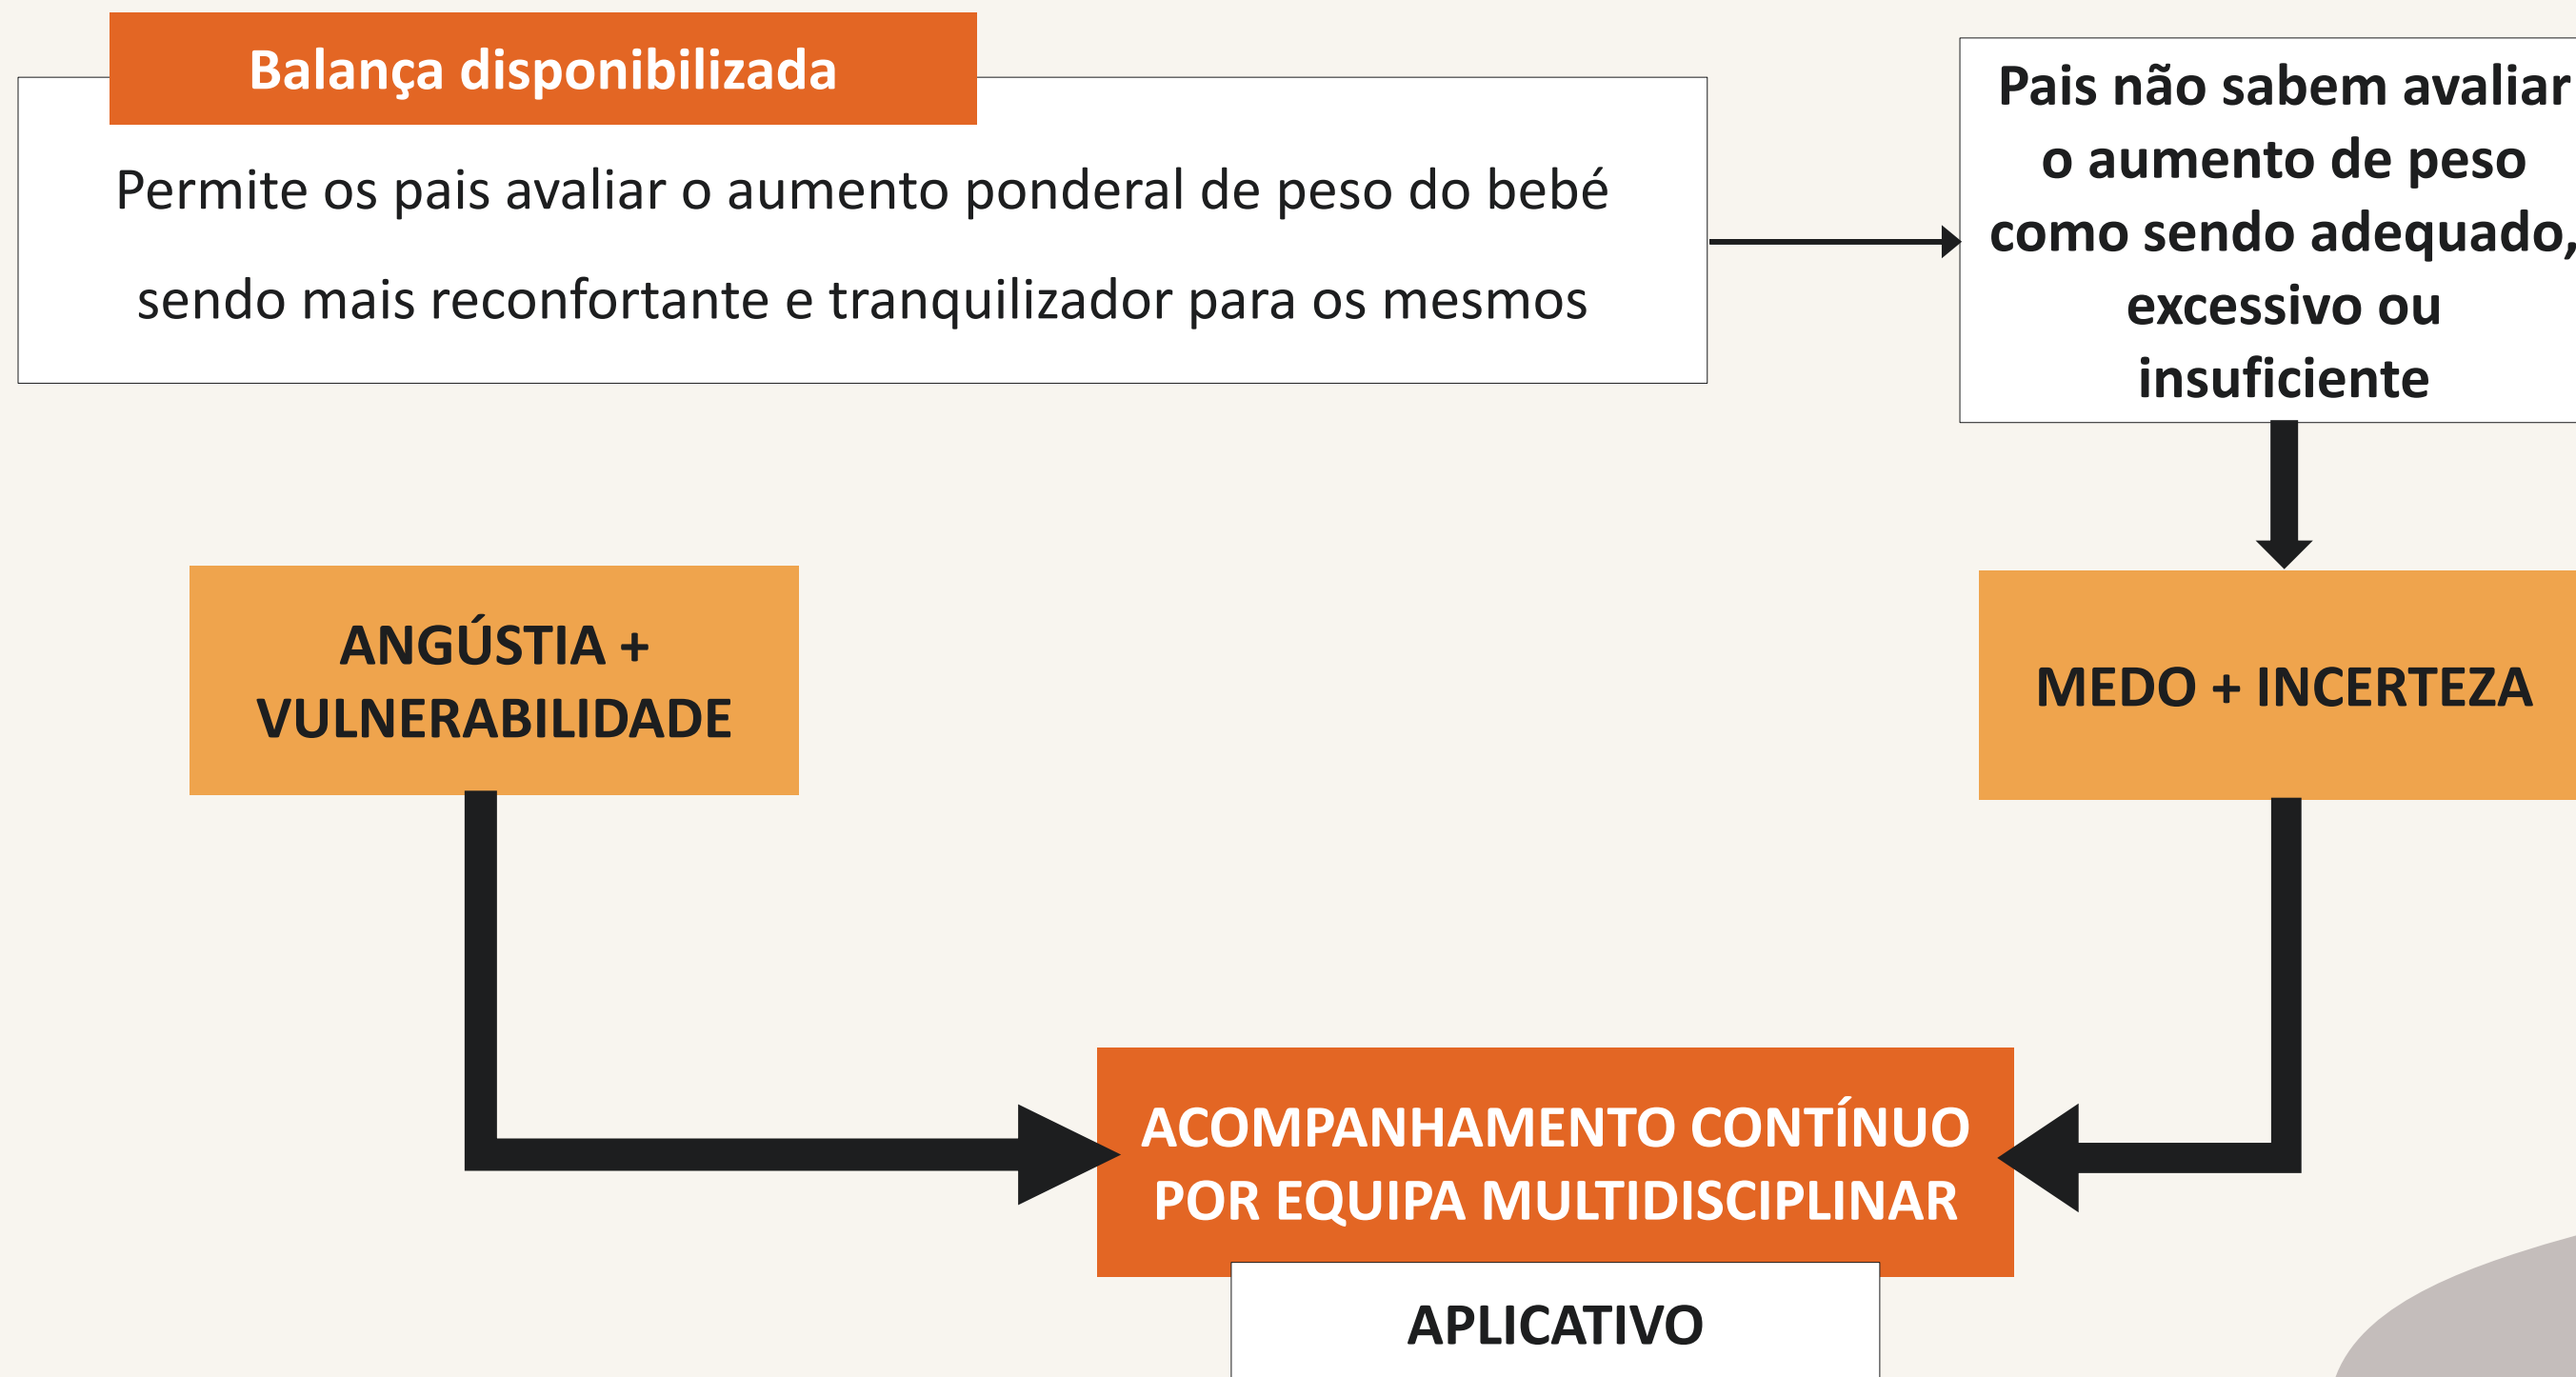 Balança disponibilizada
Permite os pais avaliar o aumento ponderal de peso do bebé
sendo mais reconfortante e tranquilizador para os mesmos
Pais não sabem avaliar
o aumento de peso
como sendo adequado,
excessivo ou
insuficiente
ANGÚSTIA +
VULNERABILIDADE
MEDO + INCERTEZA
ACOMPANHAMENTO CONTÍNUO
POR EQUIPA MULTIDISCIPLINAR
APLICATIVO